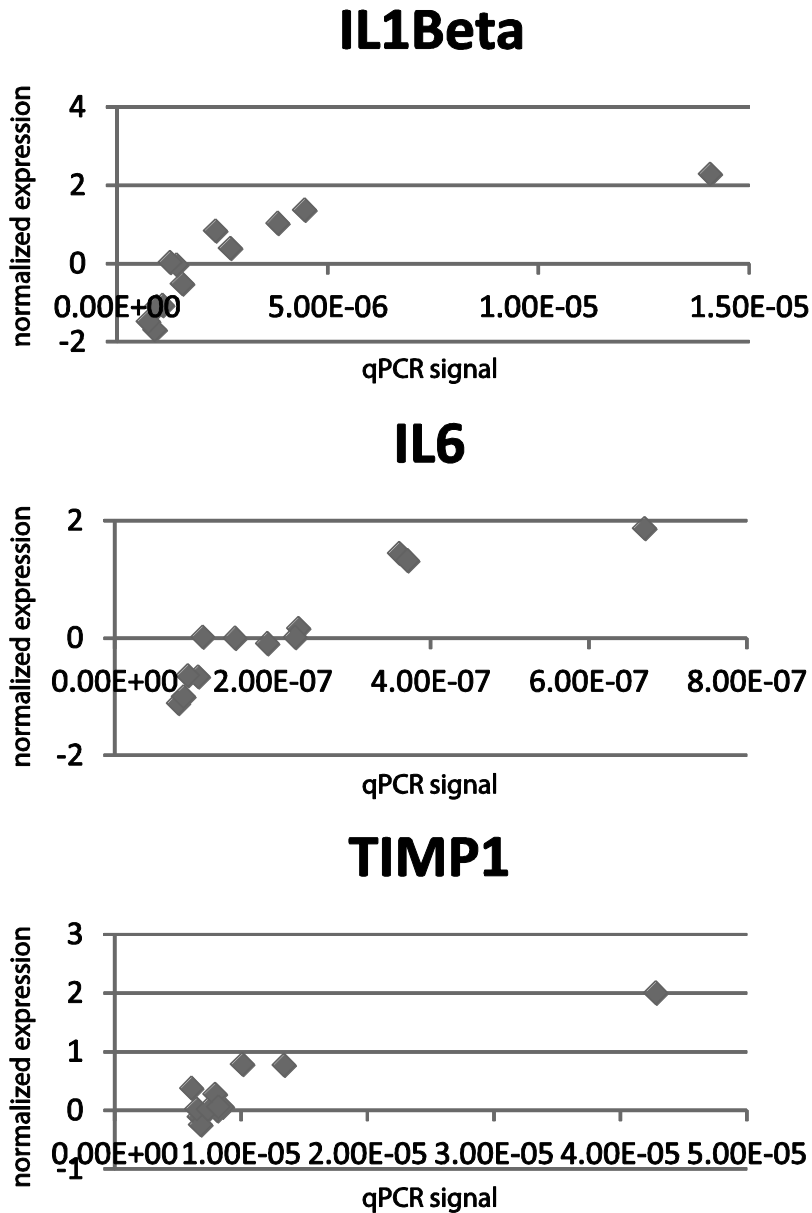 IL1Beta
normalized expression
4
2
0
-2
0.00E+00 5.00E-06 1.00E-05 1.50E-05
qPCR signal
IL6
normalized expression
2
0
-2
0.00E+00 2.00E-07 4.00E-07 6.00E-07 8.00E-07
qPCR signal
TIMP1
normalized expression
3
2
1
0
-1
0.00E+00 1.00E-05 2.00E-05 3.00E-05 4.00E-05 5.00E-05
qPCR signal